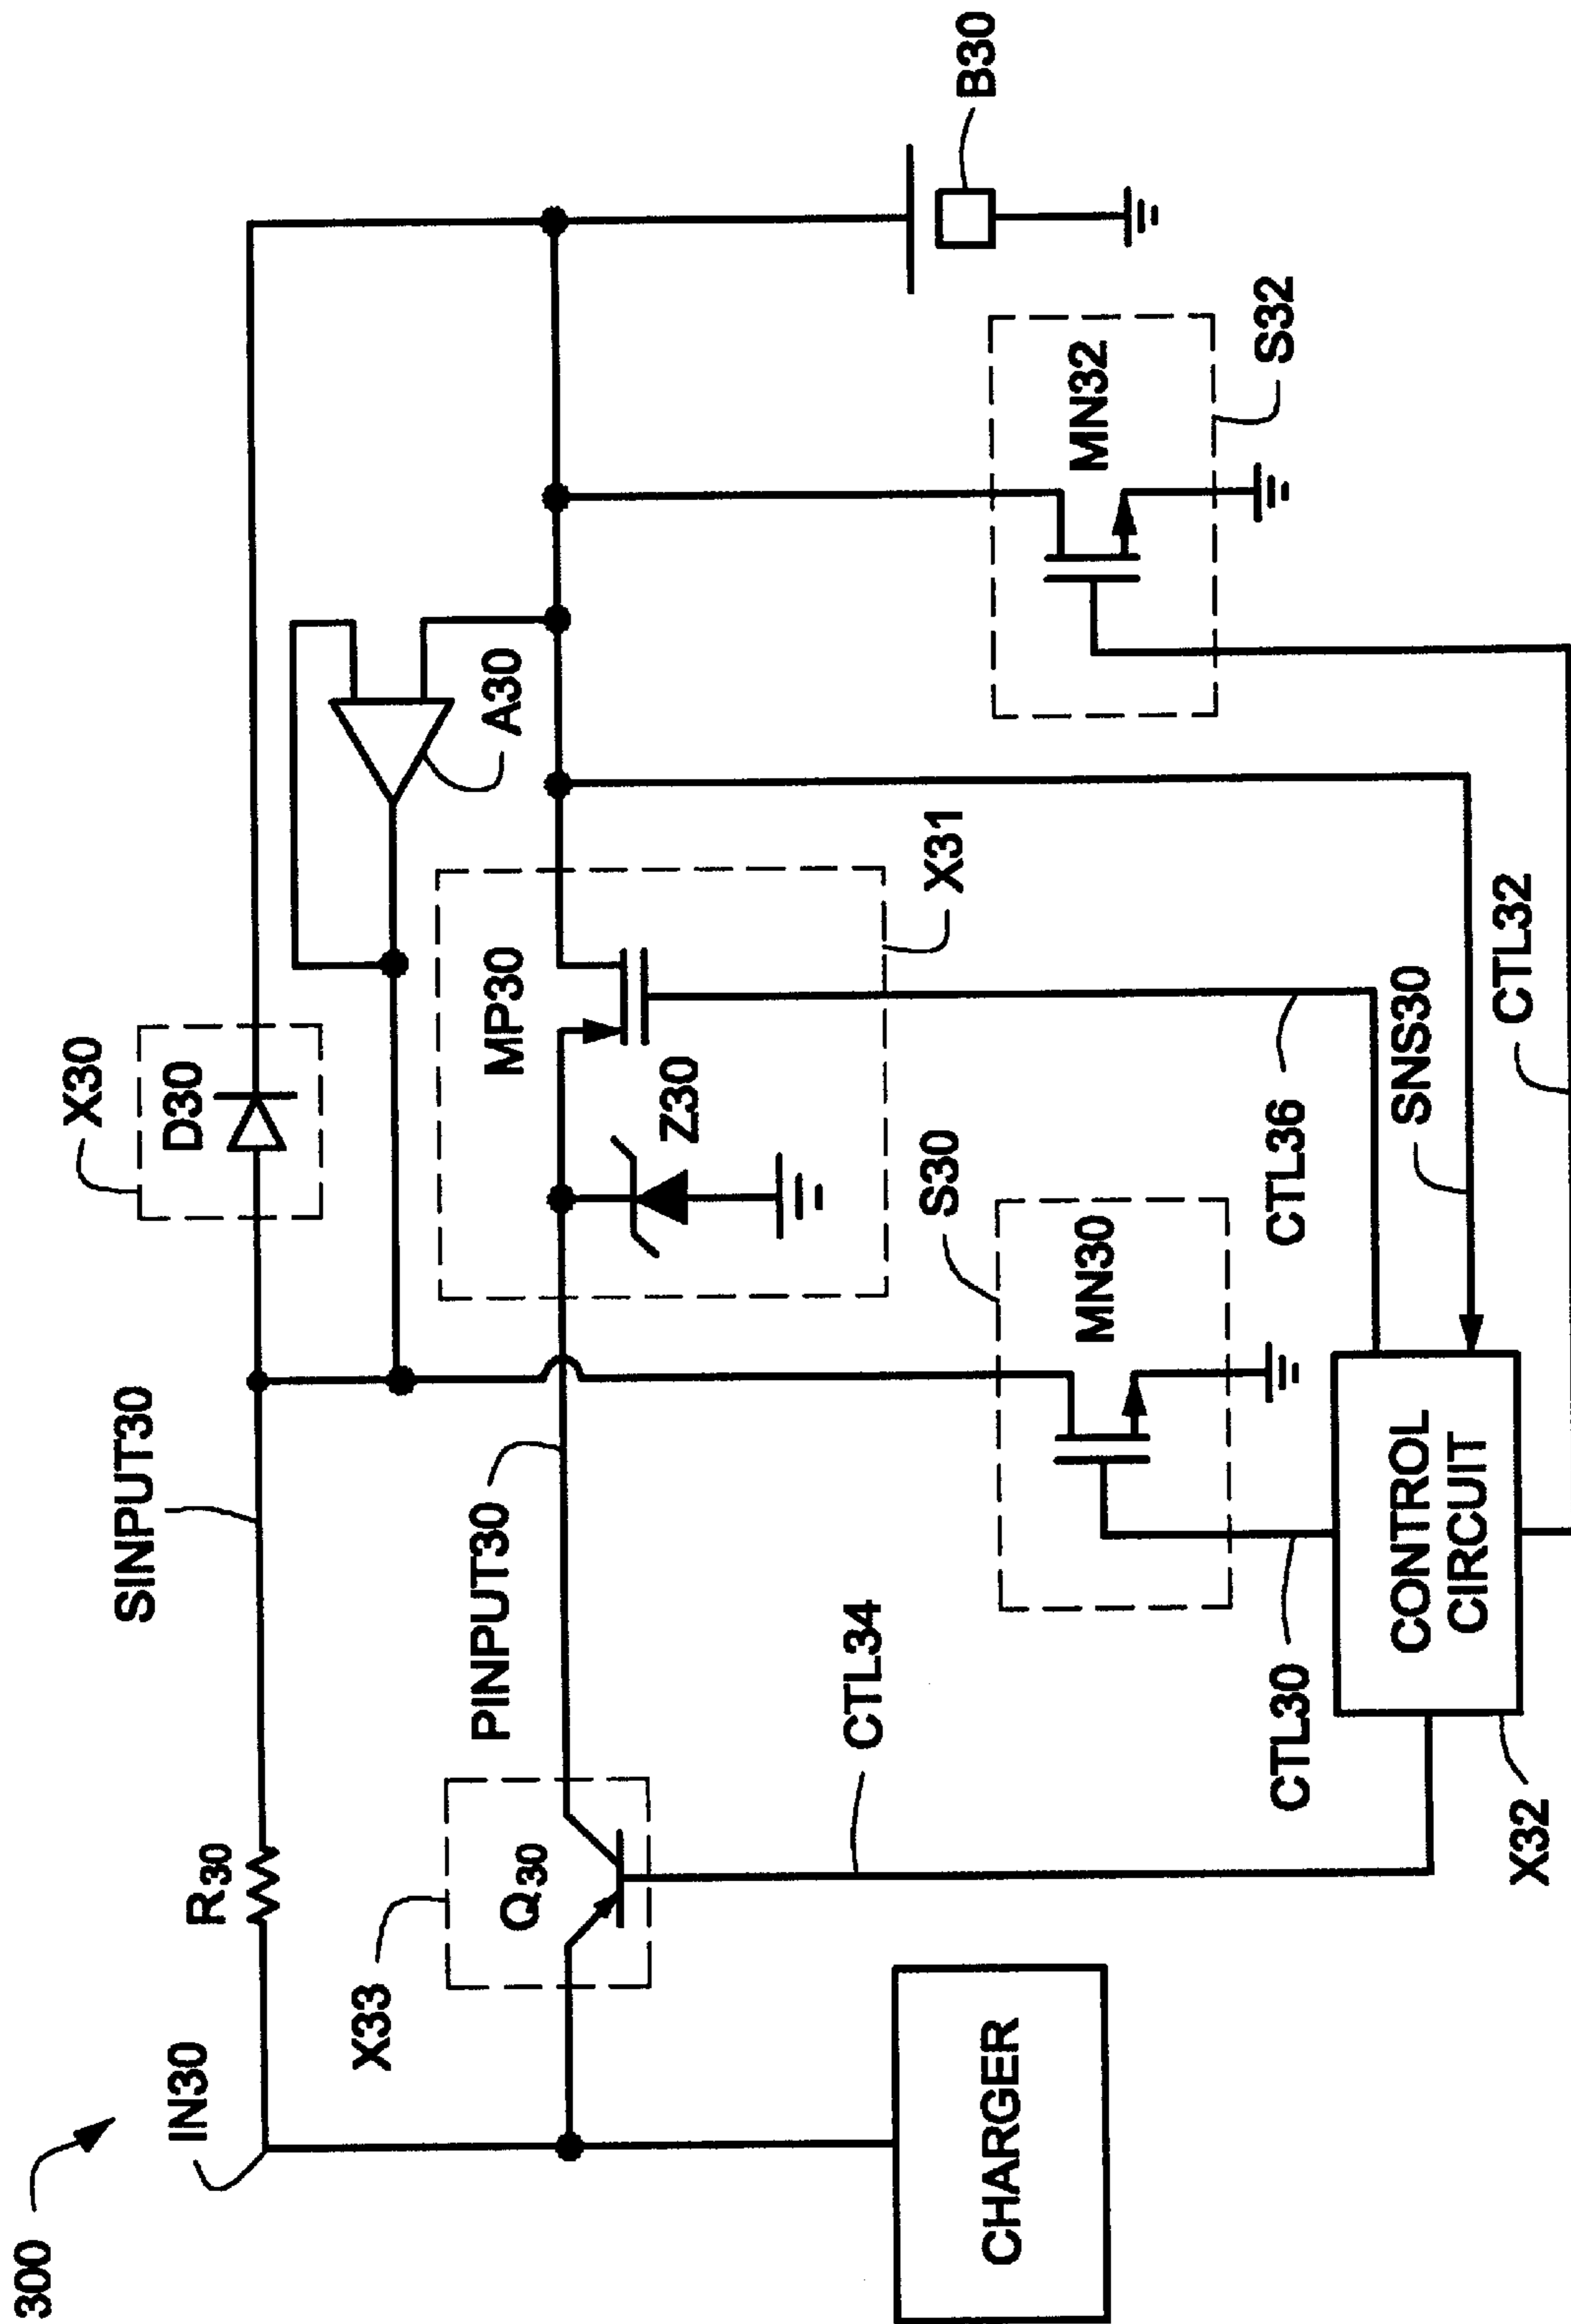 300
IN30
R30
SINPUT30
X30
D30
X33
Q30
PINPUT30
MP30
Z30
X31
A30
B30
CTL34
S30
MN30
MN32
S32
CHARGER
CTL30
CTL36
SNS30
CTL32
CONTROL
CIRCUIT
X32